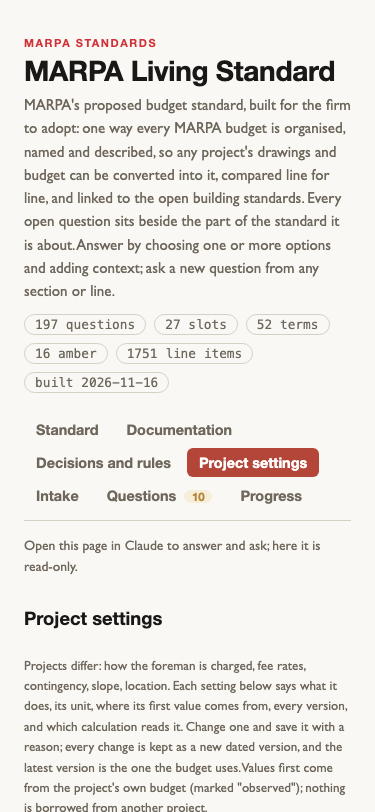 MARPA STANDARDS
MARPA Living Standard
MARPA's proposed budget standard, built for the firm
to adopt: one way every MARPA budget is organised,
named and described, so any project's drawings and
budget can be converted into it, compared line for
line, and linked to the open building standards. Every
open question sits beside the part of the standard it
is about. Answer by choosing one or more options
and adding context; ask a new question from any
section or line.
197 questions 27 slots 52 terms
16 amber 1751 line items
built 2026-11-16
Standard Documentation
Decisions and rules Project settings
Intake Questions 10 Progress
Open this page in Claude to answer and ask; here it is
read-only.
Project settings
Projects differ: how the foreman is charged, fee rates,
contingency, slope, location. Each setting below says what it
does, its unit, where its first value comes from, every version,
and which calculation reads it. Change one and save it with a
reason; every change is kept as a new dated version, and the
latest version is the one the budget uses. Values first come
from the project's own budget (marked "observed"); nothing
is borrowed from another project.